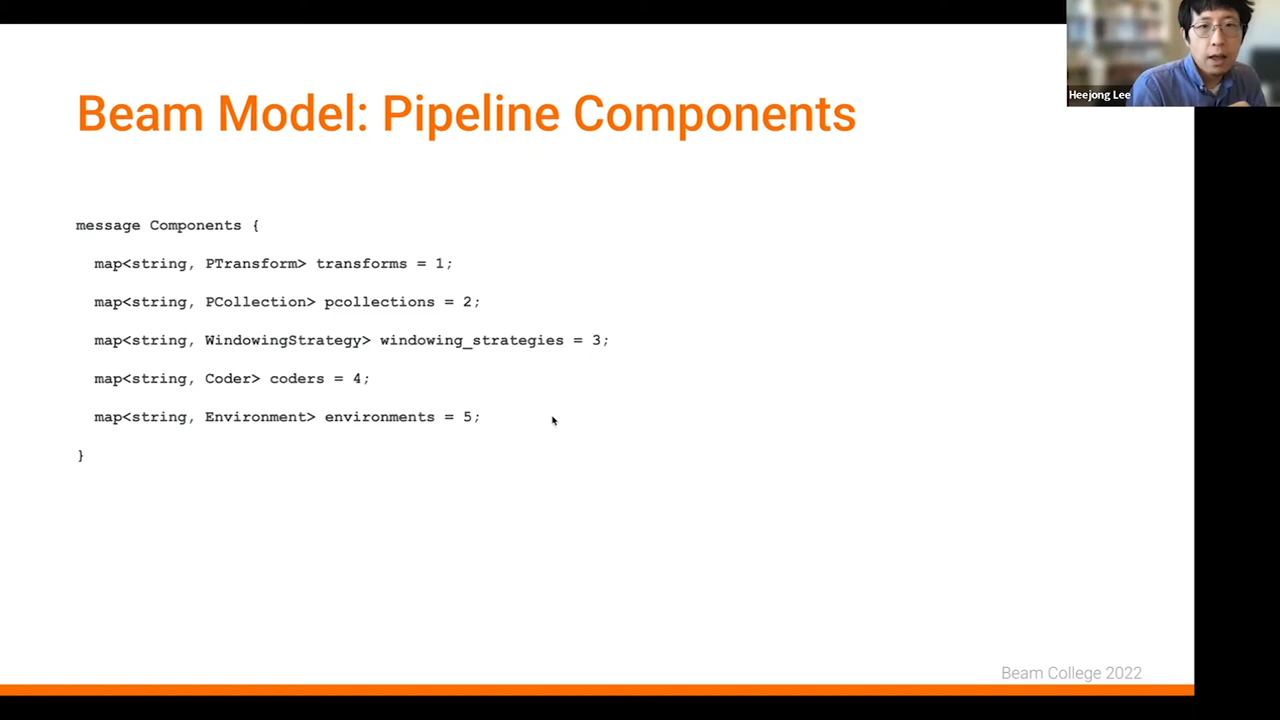 Beam Model: Pipeline Components
Heejong Lee
message Components {
map<string, PTransform> transforms = 1;
map<string, PCollection> pcollections = 2;
map<string, WindowingStrategy> windowing_strategies = 3;
map<string, Coder> coders = 4;
map<string, Environment> environments = 5;
}
Beam College 2022